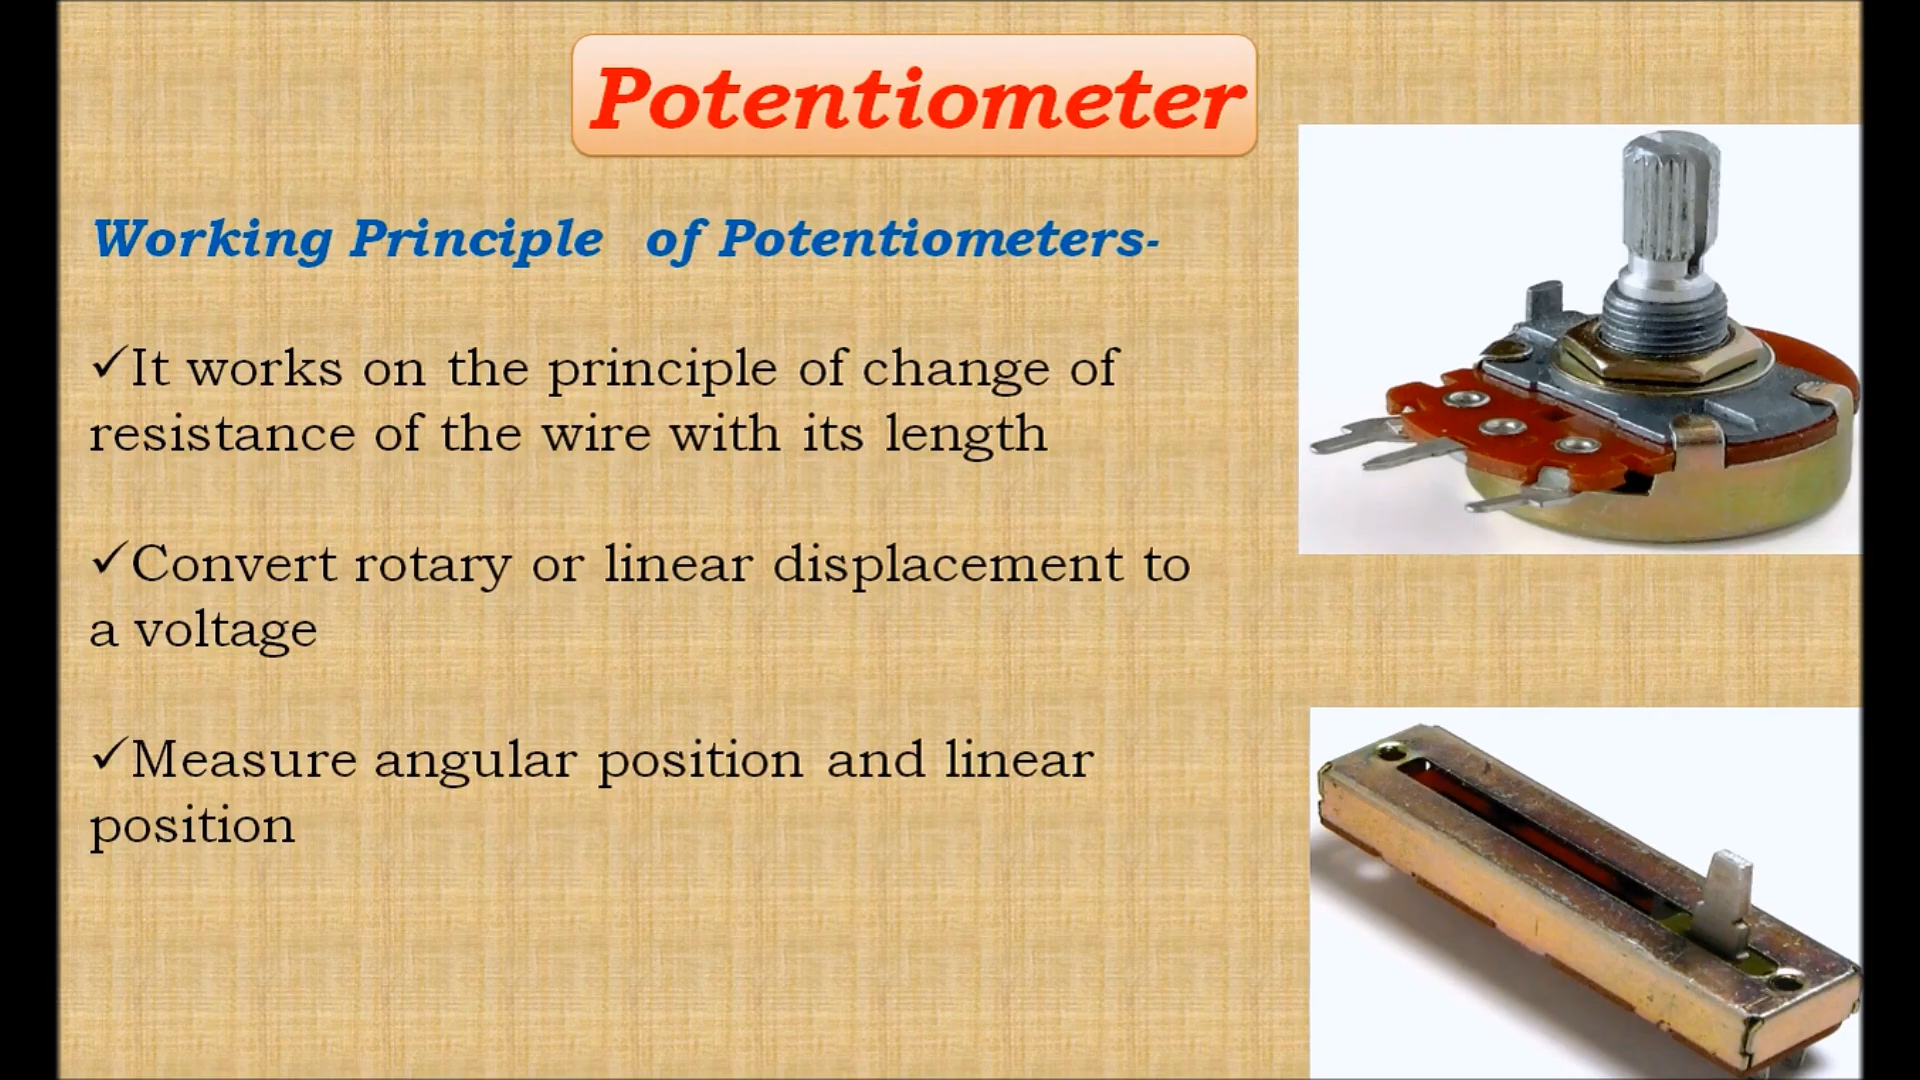 Potentiometer
Working Principle of Potentiometers-
✓It works on the principle of change of
resistance of the wire with its length
✓Convert rotary or linear displacement to
a voltage
✓Measure angular position and linear
position